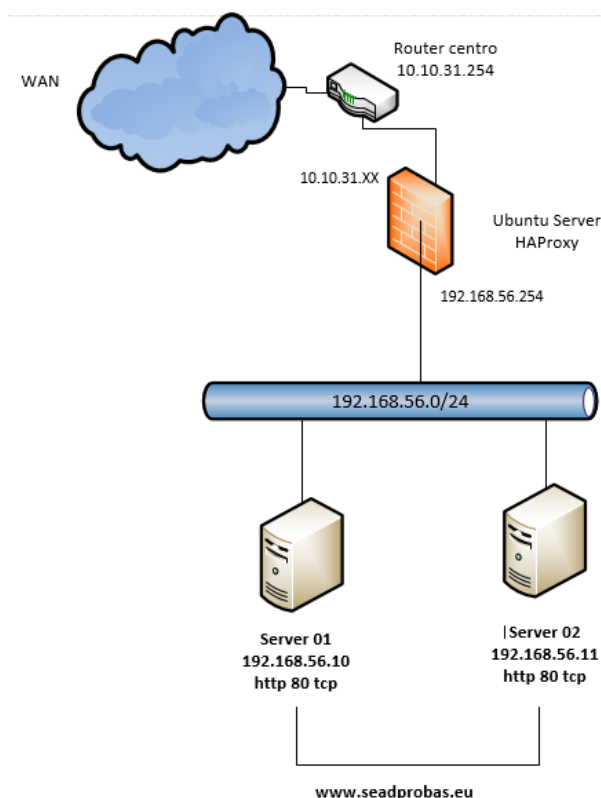 Router centro
10.10.31.254
WAN
10.10.31.XX
Ubuntu Server
HAProxy
192.168.56.254
192.168.56.0/24
Server 01
192.168.56.10
http 80 tcp
Server 02
192.168.56.11
http 80 tcp
www.seadprobas.eu